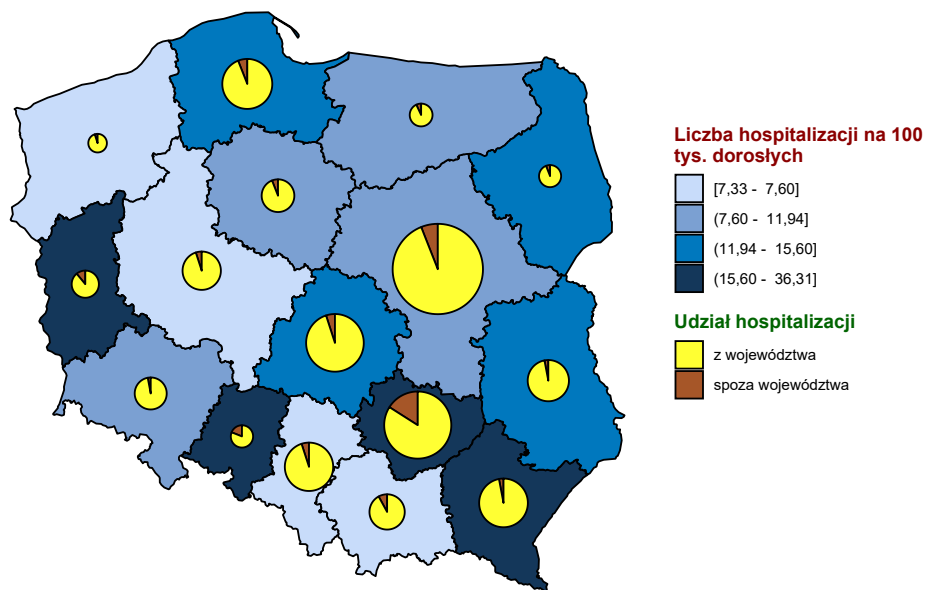 Liczba hospitalizacji na 100
tys. dorosłych
[7,33 - 7,60]
(7,60 - 11,94]
(11,94 - 15,60]
(15,60 - 36,31]
Udział hospitalizacji
z województwa
spoza województwa